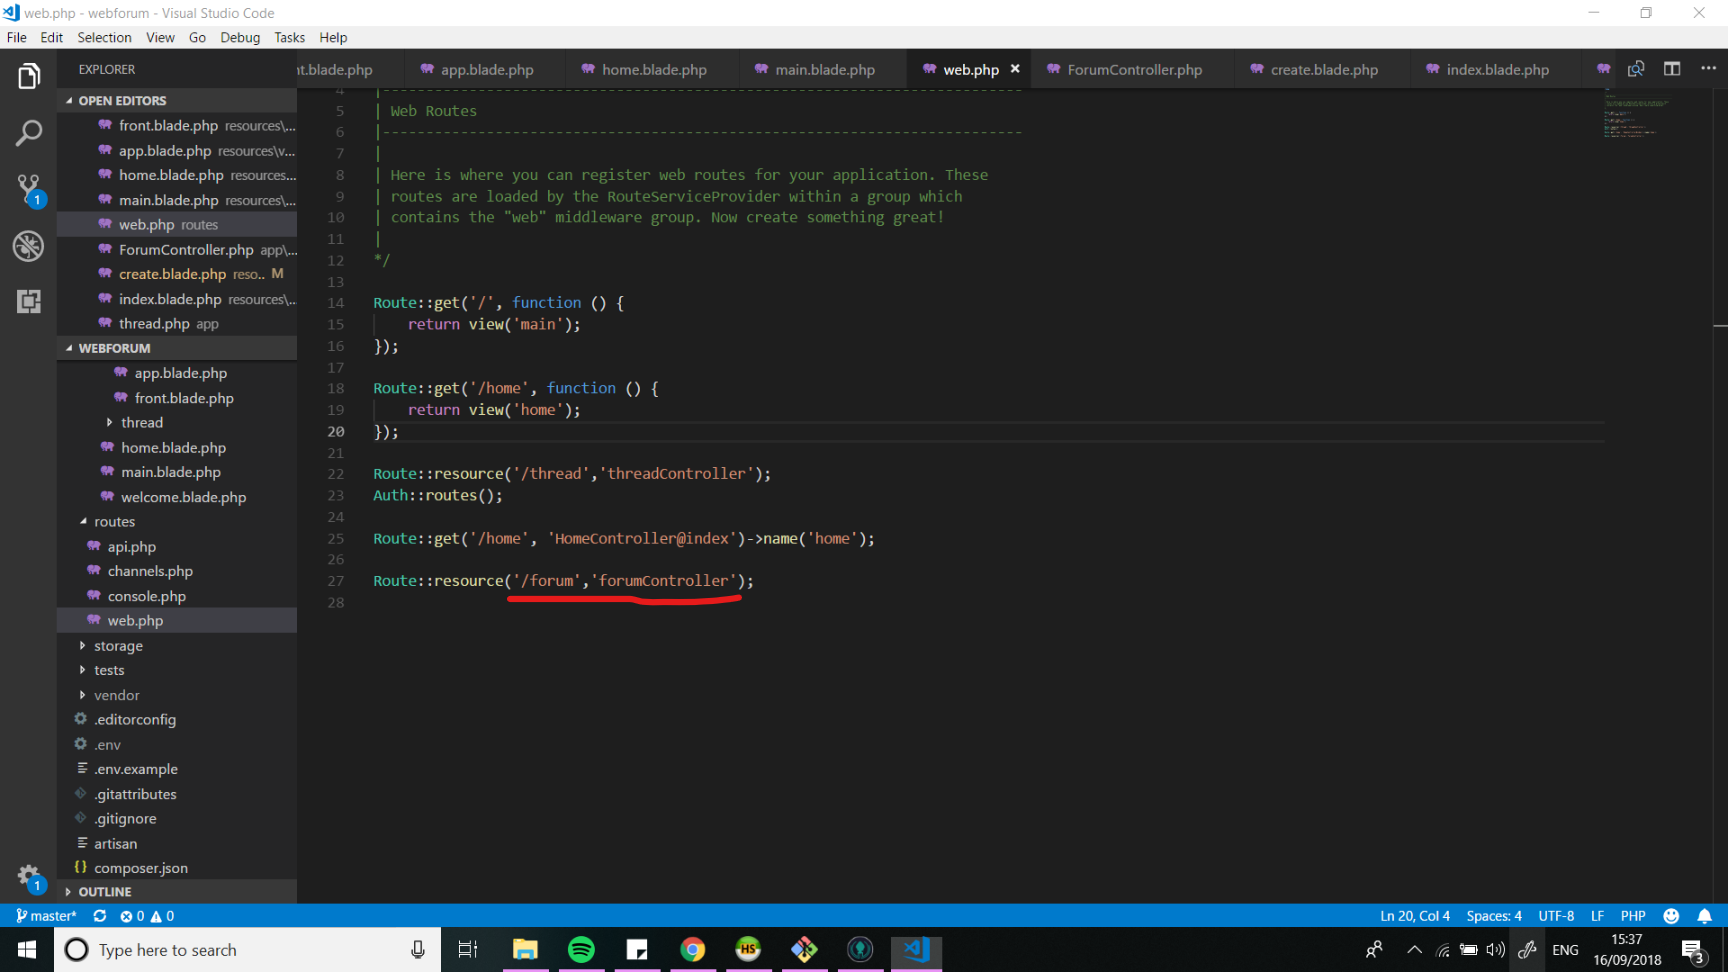 web.php - webforum - Visual Studio Code
File Edit Selection View Go Debug Tasks Help
EXPLORER
nt.blade.php app.blade.php home.blade.php main.blade.php web.php ForumController.php create.blade.php index.blade.php
OPEN EDITORS
front.blade.php resources\...
app.blade.php resources\v...
home.blade.php resources...
main.blade.php resources\...
web.php routes
ForumController.php app\...
create.blade.php reso.. M
index.blade.php resources\...
thread.php app
WEBFORUM
app.blade.php
front.blade.php
thread
home.blade.php
main.blade.php
welcome.blade.php
routes
api.php
channels.php
console.php
web.php
storage
tests
vendor
.editorconfig
.env
.env.example
.gitattributes
.gitignore
artisan
composer.json
OUTLINE
1
1
4 |--------------------------------------------------------------------------
5 | Web Routes
6 |--------------------------------------------------------------------------
7 |
8 | Here is where you can register web routes for your application. These
9 | routes are loaded by the RouteServiceProvider within a group which
10 | contains the "web" middleware group. Now create something great!
11 |
12 */
13
14 Route::get('/', function () {
15     return view('main');
16 });
17
18 Route::get('/home', function () {
19     return view('home');
20 });
21
22 Route::resource('/thread','threadController');
23 Auth::routes();
24
25 Route::get('/home', 'HomeController@index')->name('home');
26
27 Route::resource('/forum','forumController');
28
master* 0 0 Ln 20, Col 4 Spaces: 4 UTF-8 LF PHP
Type here to search HS ENG 15:37
16/09/2018 3